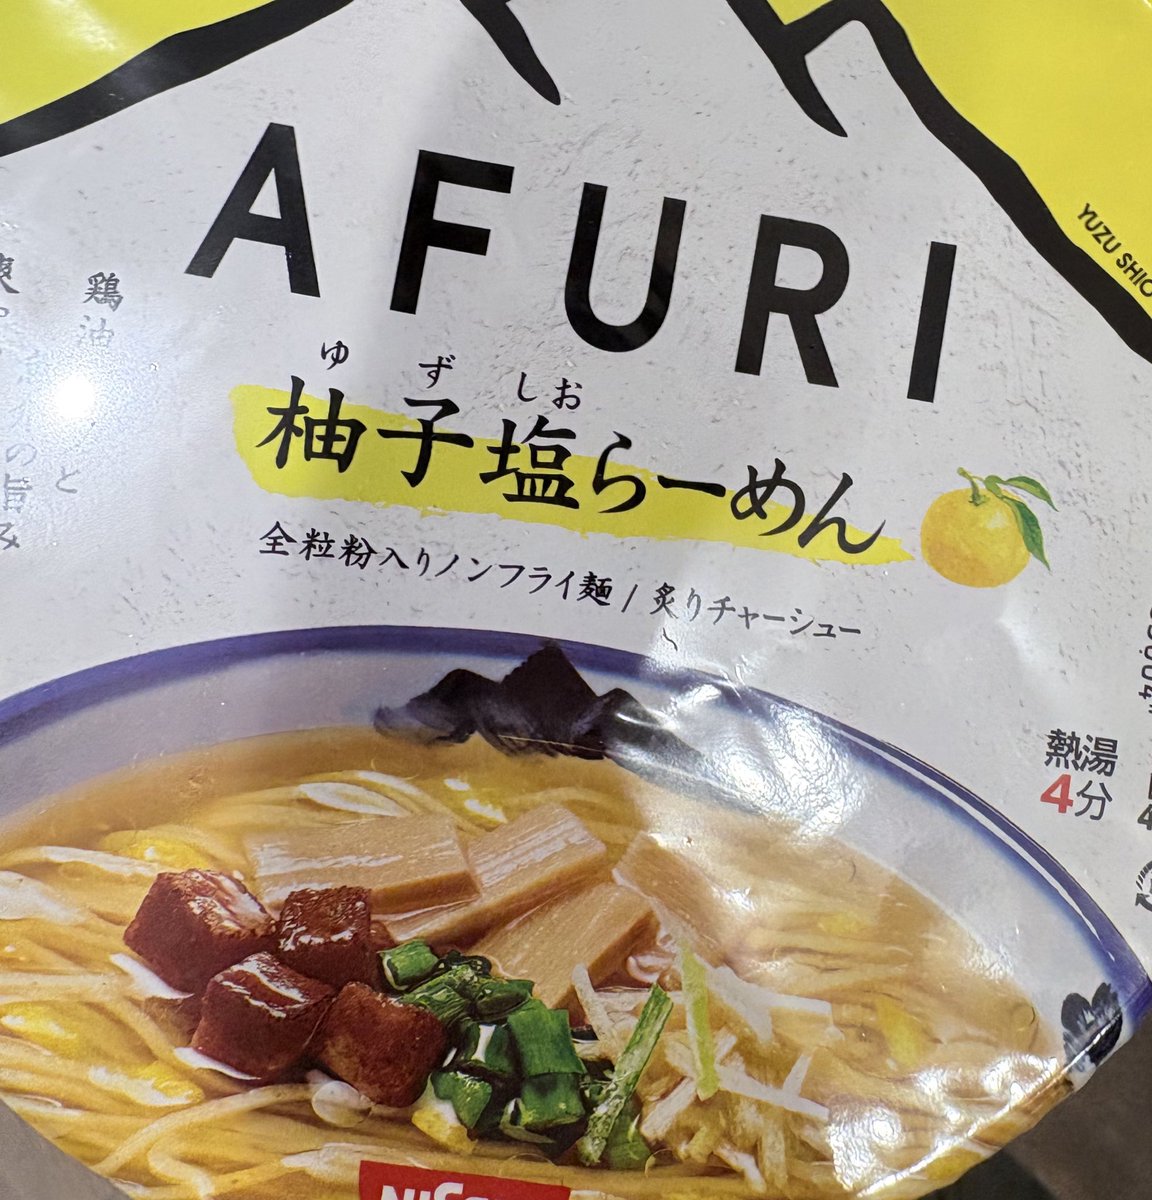 AFURI
YUZU SHIO
ゆずしお
柚子塩らーめん
全粒粉入りノンフライ麺 / 炙りチャーシュー
鶏油
と
の旨み
熱湯
4分